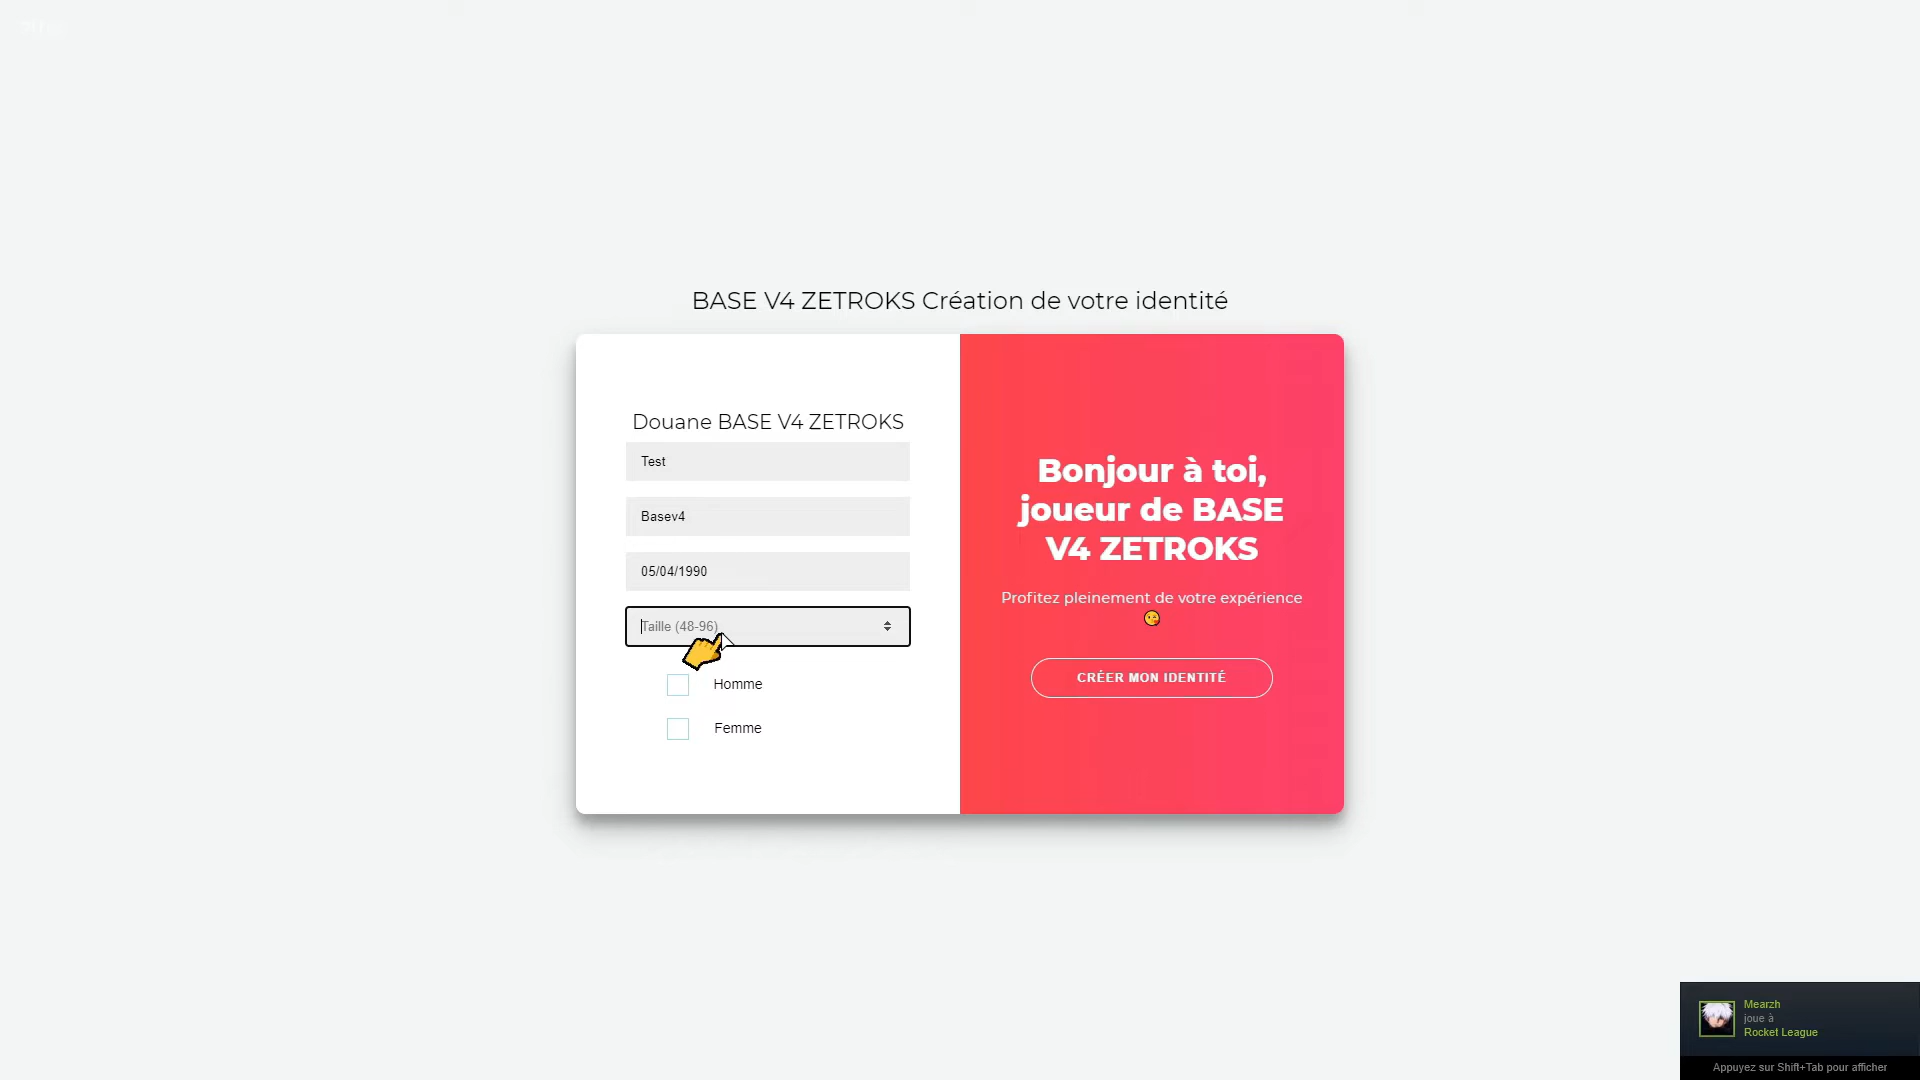 BASE V4 ZETROKS Création de votre identité
Douane BASE V4 ZETROKS
Test
Basev4
05/04/1990
Taille (48-96)
Homme
Femme
Bonjour à toi,
joueur de BASE
V4 ZETROKS
Profitez pleinement de votre expérience
😘
CRÉER MON IDENTITÉ
Mearzh
joue à
Rocket League
Appuyez sur Shift+Tab pour afficher